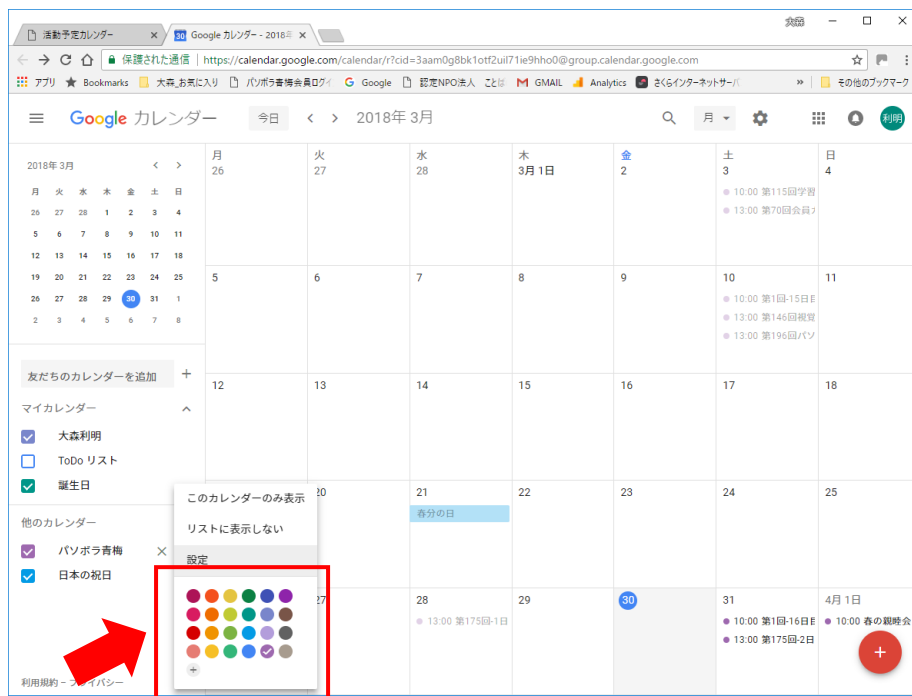 大森
活動予定カレンダー
30 Google カレンダー - 2018年
保護された通信 https://calendar.google.com/calendar/r?cid=3aam0g8bk1otf2uil71ie9hho0@group.calendar.google.com
アプリ Bookmarks 大森_お気に入り パソボラ青梅会員ログイ Google 認定NPO法人 ことば GMAIL Analytics さくらインターネットサーバ » その他のブックマーク
Google カレンダー 今日 < > 2018年 3月 月 利明
2018年 3月 < >
月 火 水 木 金 土 日
26 27 28 1 2 3 4
5 6 7 8 9 10 11
12 13 14 15 16 17 18
19 20 21 22 23 24 25
26 27 28 29 30 31 1
2 3 4 5 6 7 8
友だちのカレンダーを追加 +
マイカレンダー
大森利明
ToDo リスト
誕生日
他のカレンダー
パソボラ青梅
日本の祝日
利用規約 – プライバシー
このカレンダーのみ表示
リストに表示しない
設定
+
月 火 水 木 金 土 日
26 27 28 3月 1日 2 3 4
10:00 第115回学習
13:00 第70回会員
5 6 7 8 9 10 11
10:00 第1回-15日目
13:00 第146回視覚
13:00 第196回パソ
12 13 14 15 16 17 18
20 21 22 23 24 25
春分の日
27 28 29 30 31 4月 1日
13:00 第175回-1日
10:00 第1回-16日目
13:00 第175回-2日
10:00 春の親睦会
+